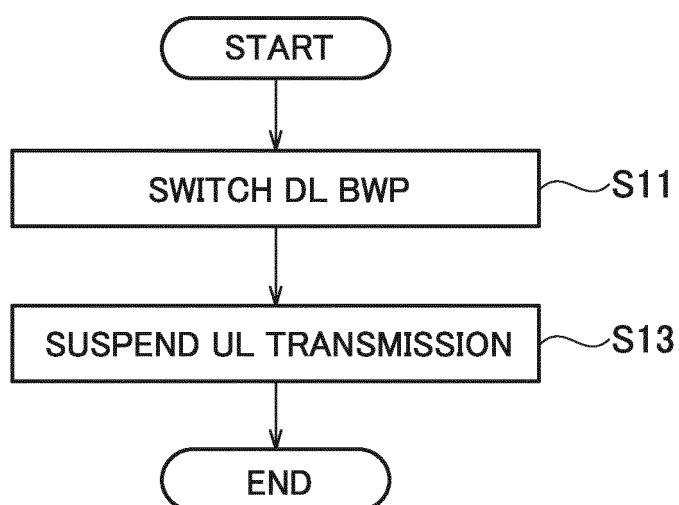 START
SWITCH DL BWP
S11
SUSPEND UL TRANSMISSION
S13
END